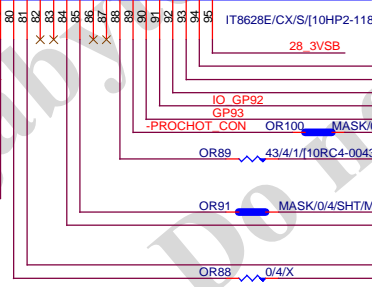 80 81 82 83 84 85 86 87 88 89 90 91 92 93 94 95
IT8628E/CX/S/[10HP2-118
28_3VSB
IO_GP92
GP93
-PROCHOT_CON OR100 MASK/
OR89 43/4/1/[10RC4-0043
OR91 MASK/0/4/SHT/M
OR88 0/4/X
Do n